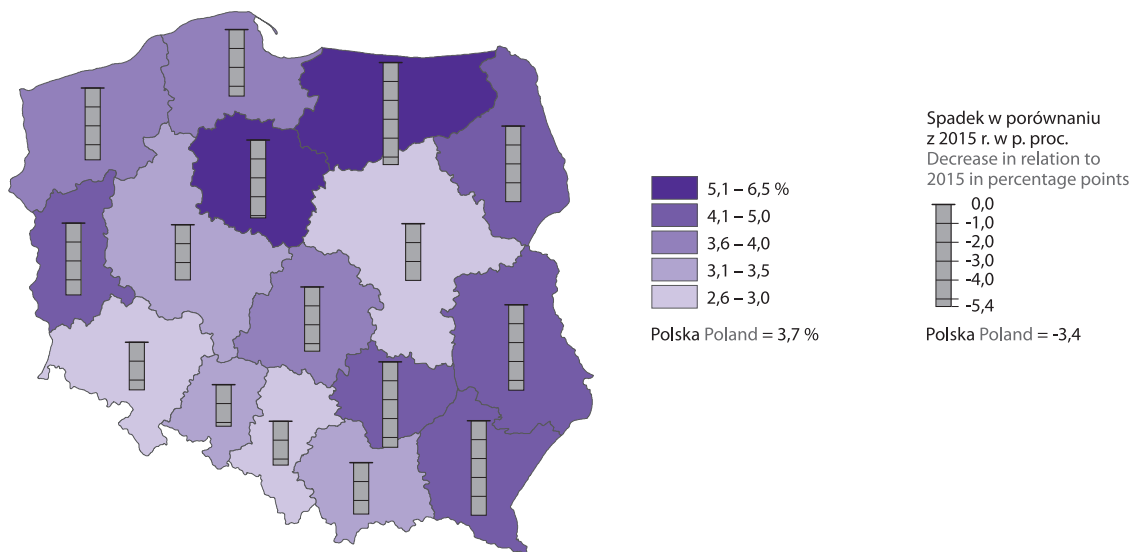 5,1 – 6,5 %
4,1 – 5,0
3,6 – 4,0
3,1 – 3,5
2,6 – 3,0
Polska Poland = 3,7 %
Spadek w porównaniu
z 2015 r. w p. proc.
Decrease in relation to
2015 in percentage points
0,0
-1,0
-2,0
-3,0
-4,0
-5,4
Polska Poland = -3,4